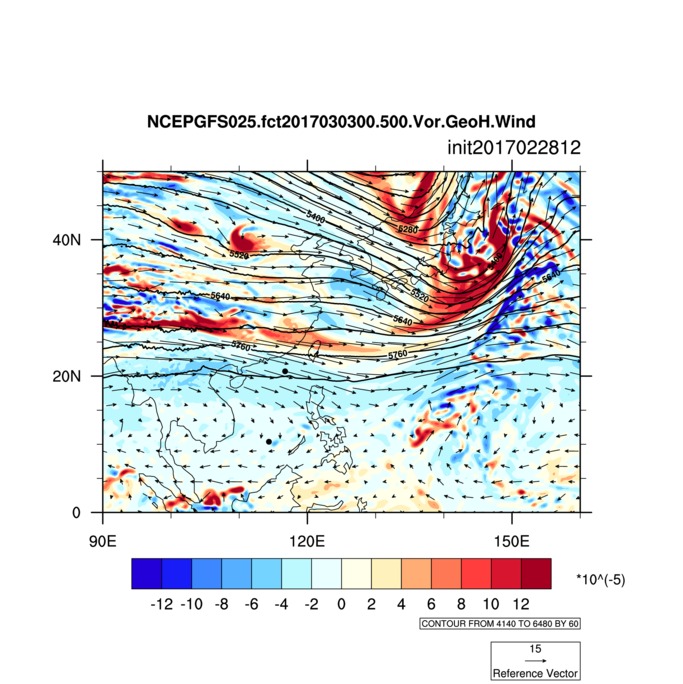 NCEPGFS025.fct2017030300.500.Vor.GeoH.Wind
init2017022812
5400
5280
40N
5520
5640
5520
5640
5640
5760
5760
20N
0
90E 120E 150E
-12 -10 -8 -6 -4 -2 0 2 4 6 8 10 12
*10^(-5)
CONTOUR FROM 4140 TO 6480 BY 60
15
Reference Vector